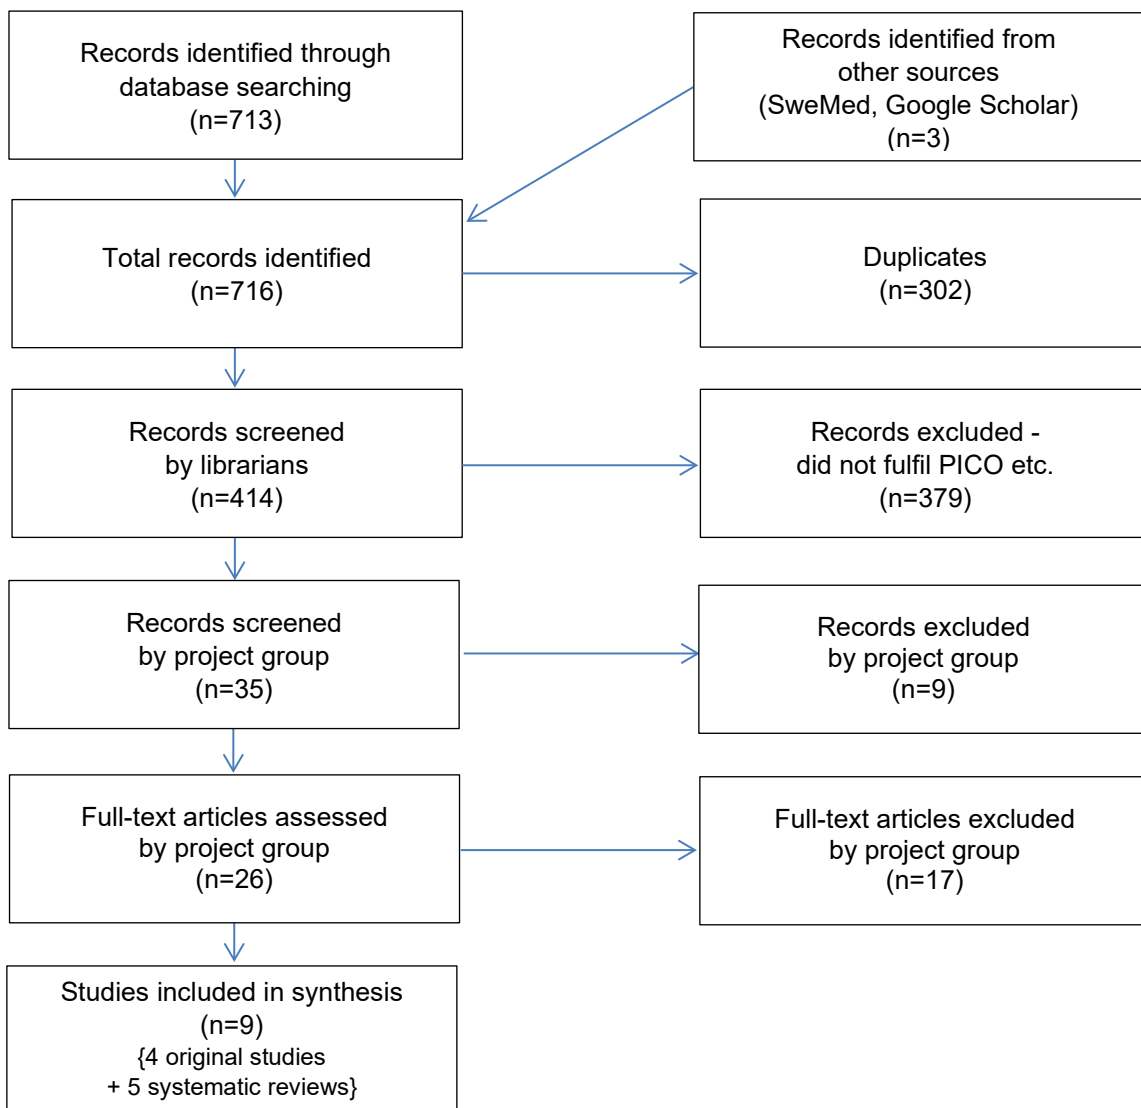 Records identified through
database searching
(n=713)
Records identified from
other sources
(SweMed, Google Scholar)
(n=3)
Total records identified
(n=716)
Duplicates
(n=302)
Records screened
by librarians
(n=414)
Records excluded -
did not fulfil PICO etc.
(n=379)
Records screened
by project group
(n=35)
Records excluded
by project group
(n=9)
Full-text articles assessed
by project group
(n=26)
Full-text articles excluded
by project group
(n=17)
Studies included in synthesis
(n=9)
{4 original studies
+ 5 systematic reviews}